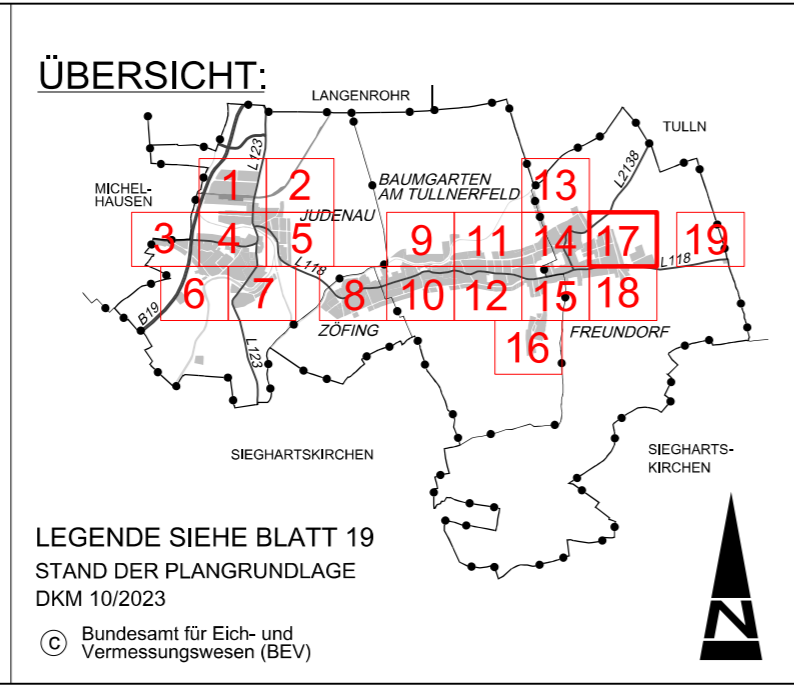 ÜBERSICHT:
LANGENROHR
TULLN
L123
L2138
MICHEL-
HAUSEN
1
2
BAUMGARTEN
AM TULLNERFELD
13
JUDENAU
3
4
5
9
11
14
17
19
L118
L118
6
7
8
10
12
15
18
B19
ZÖFING
FREUNDORF
L123
16
SIEGHARTSKIRCHEN
SIEGHARTS-
KIRCHEN
LEGENDE SIEHE BLATT 19
STAND DER PLANGRUNDLAGE
DKM 10/2023
© Bundesamt für Eich- und
Vermessungswesen (BEV)
N